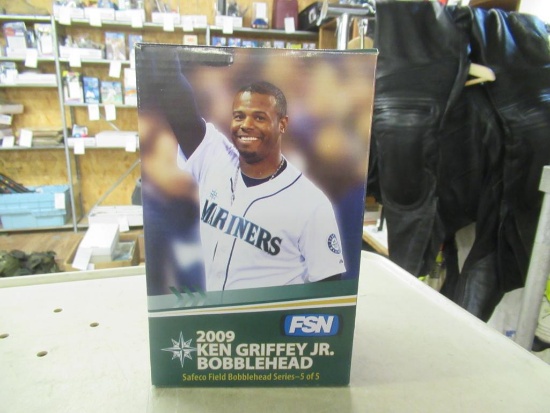 MARINERS
FSN
2009
KEN GRIFFEY JR.
BOBBLEHEAD
Safeco Field Bobblehead Series–5 of 5